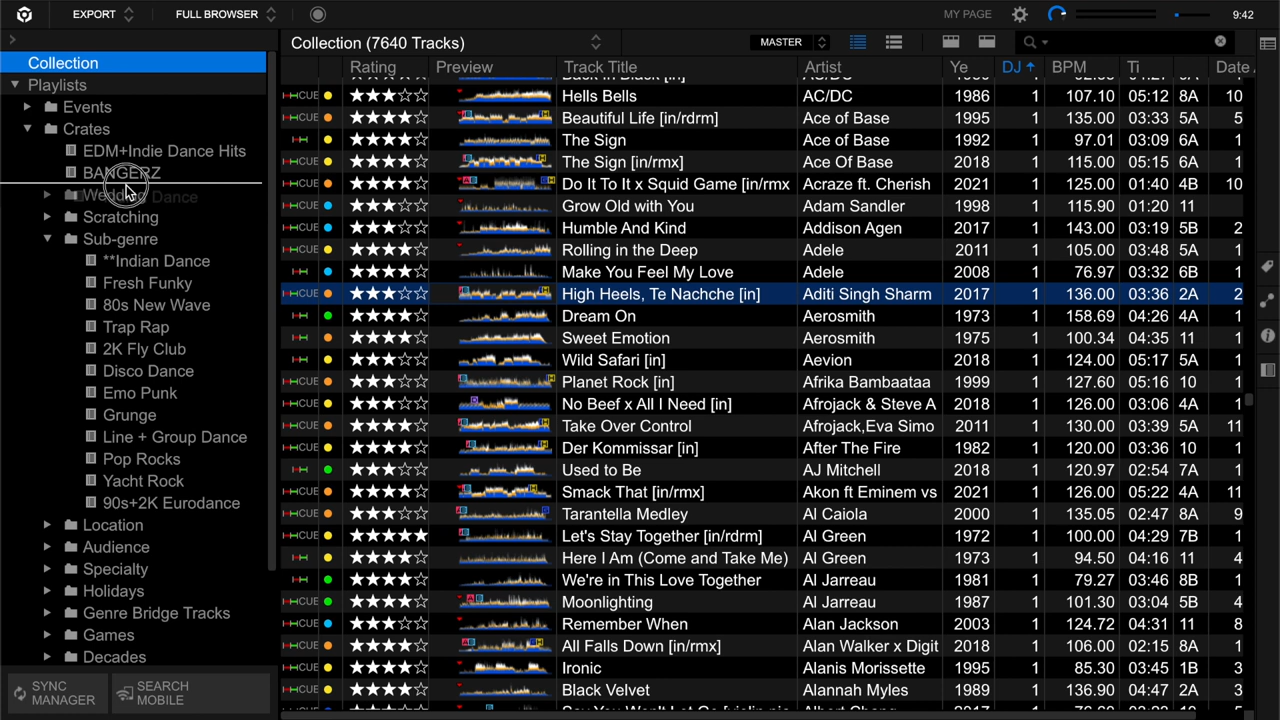 EXPORT FULL BROWSER MY PAGE 9:42
Collection (7640 Tracks) MASTER
Rating Preview Track Title Artist Ye DJ BPM Ti Date
Collection
Playlists
Events
Crates
EDM+Indie Dance Hits
BANGERZ
Scratching
Sub-genre
**Indian Dance
Fresh Funky
80s New Wave
Trap Rap
2K Fly Club
Disco Dance
Emo Punk
Grunge
Line + Group Dance
Pop Rocks
Yacht Rock
90s+2K Eurodance
Location
Audience
Specialty
Holidays
Genre Bridge Tracks
Games
Decades
SYNC MANAGER
SEARCH MOBILE
CUE Hells Bells AC/DC 1986 1 107.10 05:12 8A 10
CUE Beautiful Life [in/rdrm] Ace of Base 1995 1 135.00 03:33 5A 5
The Sign Ace of Base 1992 1 97.01 03:09 6A 1
CUE The Sign [in/rmx] Ace Of Base 2018 1 115.00 05:15 8A 1
CUE Do It To It x Squid Game [in/rmx Acraze ft. Cherish 2021 1 125.00 01:40 4B 10
CUE Grow Old with You Adam Sandler 1998 1 115.90 01:20 11
CUE Humble And Kind Addison Agen 2017 1 143.00 03:19 5B 2
CUE Rolling in the Deep Adele 2011 1 105.00 03:48 5A 1
Make You Feel My Love Adele 2008 1 76.97 03:32 6B 1
CUE High Heels, Te Nachche [in] Aditi Singh Sharm 2017 1 136.00 03:36 2A 2
Dream On Aerosmith 1973 1 158.69 04:26 4A 1
Sweet Emotion Aerosmith 1975 1 100.34 04:35 11 1
Wild Safari [in] Aevion 2018 1 124.00 05:17 5A 1
CUE Planet Rock [in] Afrika Bambaataa 1999 1 127.60 05:16 10 1
CUE No Beef x All I Need [in] Afrojack & Steve A 2018 1 126.00 03:06 4A 1
CUE Take Over Control Afrojack,Eva Simo 2011 1 130.00 03:39 5A 11
CUE Der Kommissar [in] After The Fire 1982 1 120.00 03:36 10 1
Used to Be AJ Mitchell 2018 1 120.97 02:54 7A 1
CUE Smack That [in/rmx] Akon ft Eminem vs 2021 1 126.00 05:22 4A 11
CUE Tarantella Medley Al Caiola 2000 1 135.05 02:47 8A 9
CUE Let's Stay Together [in/rdrm] Al Green 1972 1 100.00 04:29 7B 1
Here I Am (Come and Take Me) Al Green 1973 1 94.50 04:16 11 4
We're in This Love Together Al Jarreau 1981 1 79.27 03:46 8B 1
CUE Moonlighting Al Jarreau 1987 1 101.30 03:04 5B 4
CUE Remember When Alan Jackson 2003 1 124.72 04:31 11 8
CUE All Falls Down [in/rmx] Alan Walker x Digit 2018 1 106.00 02:15 8A 1
CUE Ironic Alanis Morissette 1995 1 85.30 03:45 1B 3
CUE Black Velvet Alannah Myles 1989 1 136.90 04:47 2A 3